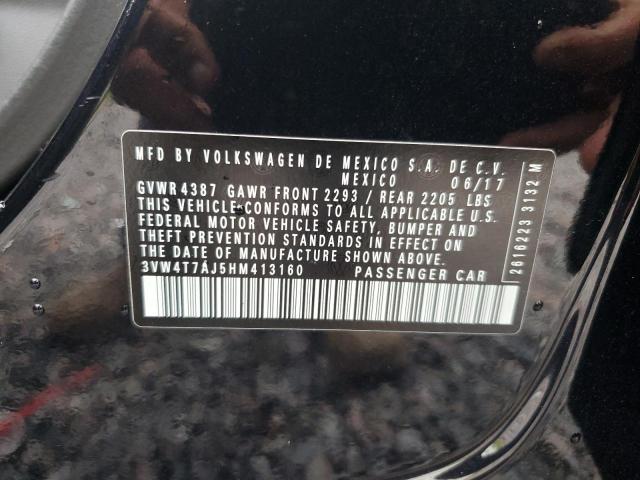 MFD BY VOLKSWAGEN DE MEXICO S.A. DE C.V.
MEXICO 06/17
GVWR 4387 GAWR FRONT 2293 / REAR 2205 LBS
THIS VEHICLE CONFORMS TO ALL APPLICABLE U.S.
FEDERAL MOTOR VEHICLE SAFETY, BUMPER AND
THEFT PREVENTION STANDARDS IN EFFECT ON
THE DATE OF MANUFACTURE SHOWN ABOVE.
3VW4T7AJ5HM413160 PASSENGER CAR
2616223 3132 M